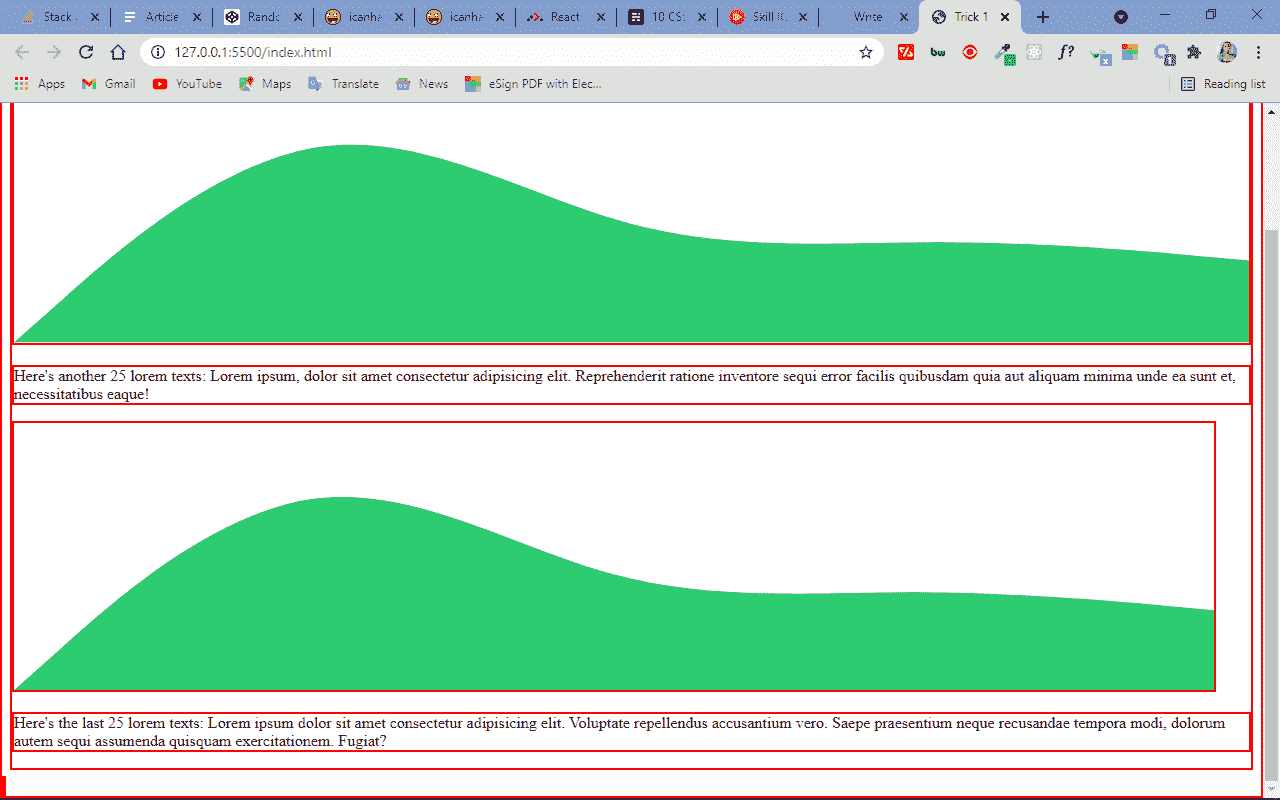 Stack
Article
Rando
icanha
icanha
React
10 CS
Skill I
Write
Trick 1
127.0.0.1:5500/index.html
bw
f?
x
Apps
Gmail
YouTube
Maps
Translate
News
eSign PDF with Elec...
Reading list
Here's another 25 lorem texts: Lorem ipsum, dolor sit amet consectetur adipisicing elit. Reprehenderit ratione inventore sequi error facilis quibusdam quia aut aliquam minima unde ea sunt et,
necessitatibus eaque!
Here's the last 25 lorem texts: Lorem ipsum dolor sit amet consectetur adipisicing elit. Voluptate repellendus accusantium vero. Saepe praesentium neque recusandae tempora modi, dolorum
autem sequi assumenda quisquam exercitationem. Fugiat?